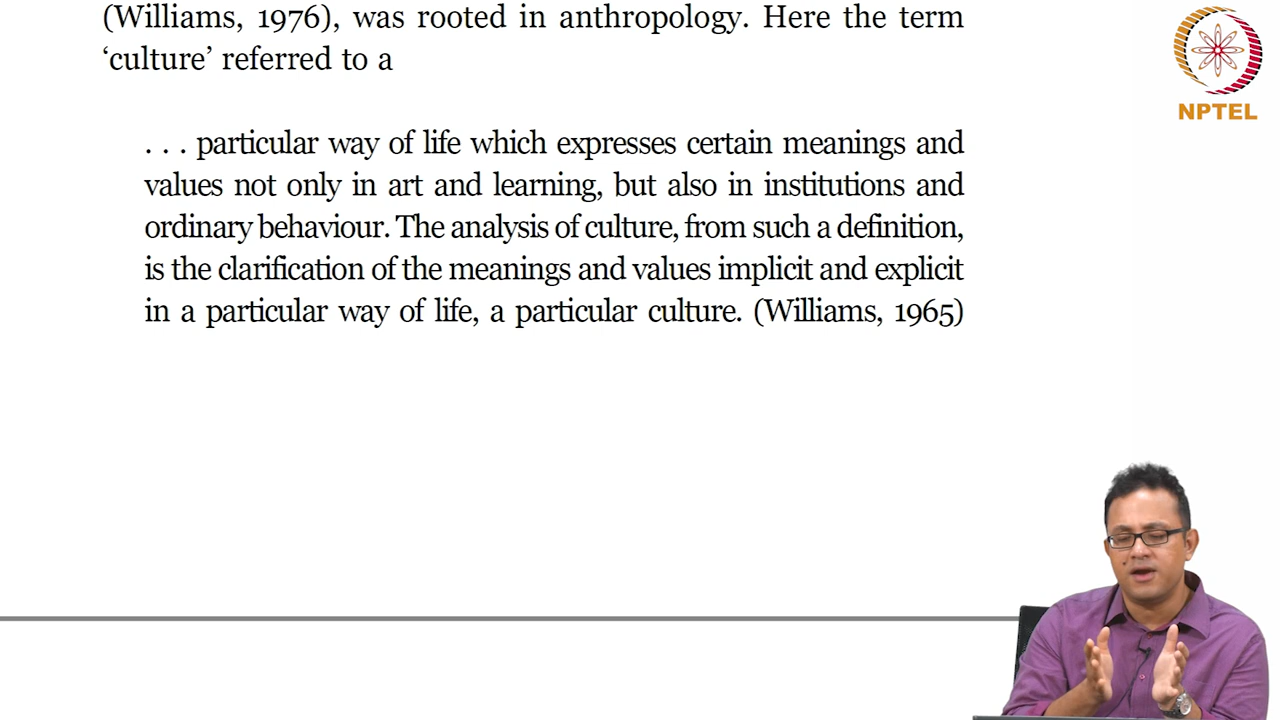 (Williams, 1976), was rooted in anthropology. Here the term
‘culture’ referred to a
. . . particular way of life which expresses certain meanings and
values not only in art and learning, but also in institutions and
ordinary behaviour. The analysis of culture, from such a definition,
is the clarification of the meanings and values implicit and explicit
in a particular way of life, a particular culture. (Williams, 1965)
NPTEL